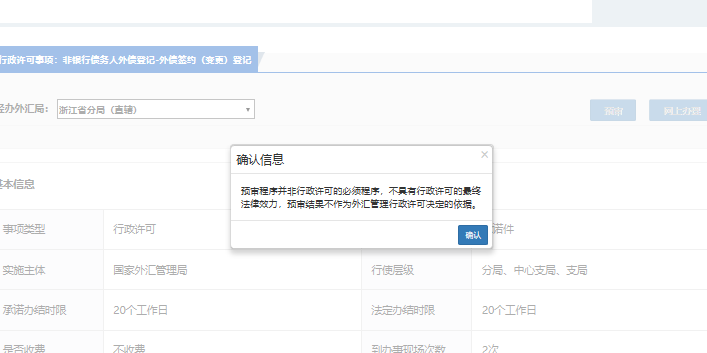 行政许可事项：非银行债务人外债登记-外债签约（变更）登记
经办外汇局：
浙江省分局（直辖）
预审
网上办理
确认信息
×
预审程序并非行政许可的必须程序，不具有行政许可的最终
法律效力，预审结果不作为外汇管理行政许可决定的依据。
确认
基本信息
事项类型
行政许可
诺件
实施主体
国家外汇管理局
行使层级
分局、中心支局、支局
承诺办结时限
20个工作日
法定办结时限
20个工作日
是否收费
不收费
到办事现场次数
2次